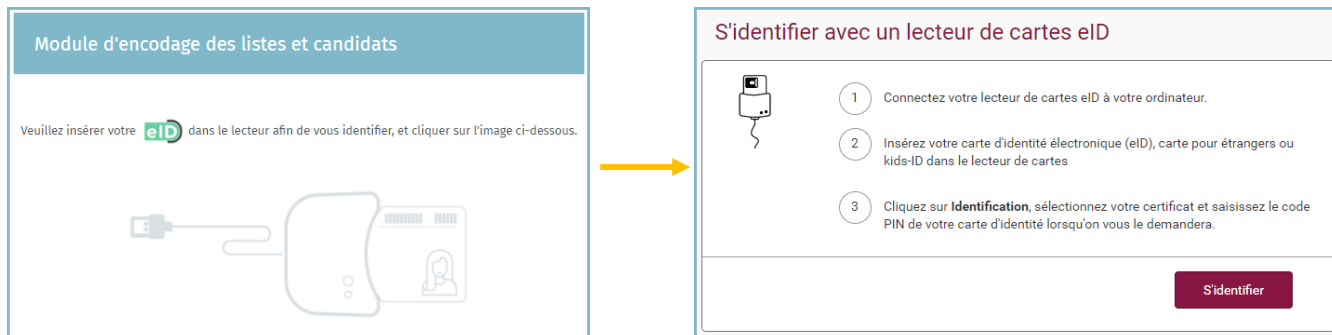 Module d'encodage des listes et candidats
Veuillez insérer votre eID dans le lecteur afin de vous identifier, et cliquer sur l'image ci-dessous.
S'identifier avec un lecteur de cartes eID
1 Connectez votre lecteur de cartes eID à votre ordinateur.
2 Insérez votre carte d'identité électronique (eID), carte pour étrangers ou
kids-ID dans le lecteur de cartes
3 Cliquez sur Identification, sélectionnez votre certificat et saisissez le code
PIN de votre carte d'identité lorsqu'on vous le demandera.
S'identifier